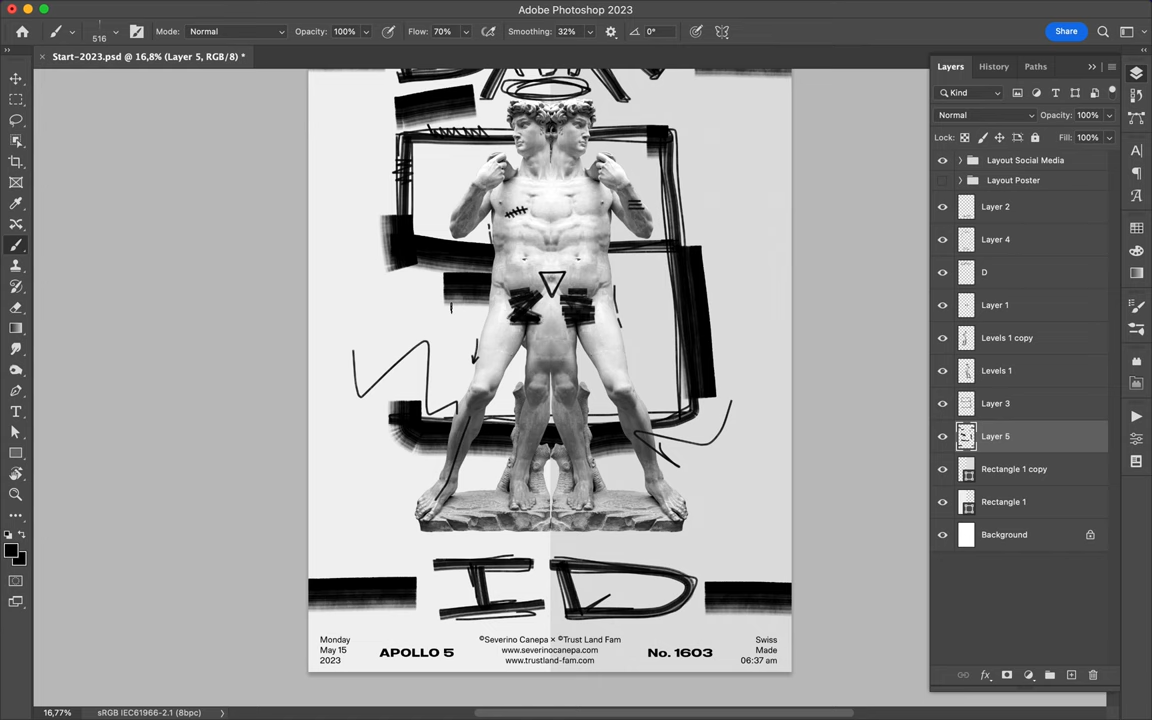 Adobe Photoshop 2023
516
Mode: Normal
Opacity: 100%
Flow: 70%
Smoothing: 32%
0°
Share
Start-2023.psd @ 16,8% (Layer 5, RGB/8) *
Layers
History
Paths
Kind
Normal
Opacity: 100%
Lock:
Fill: 100%
Layout Social Media
Layout Poster
Layer 2
Layer 4
D
Layer 1
Levels 1 copy
Levels 1
Layer 3
Layer 5
Rectangle 1 copy
Rectangle 1
Background
fx
ID
Monday
May 15
2023
APOLLO 5
©Severino Canepa × ©Trust Land Fam
www.severinocanepa.com
www.trustland-fam.com
No. 1603
Swiss
Made
06:37 am
16,77%
sRGB IEC61966-2.1 (8bpc)